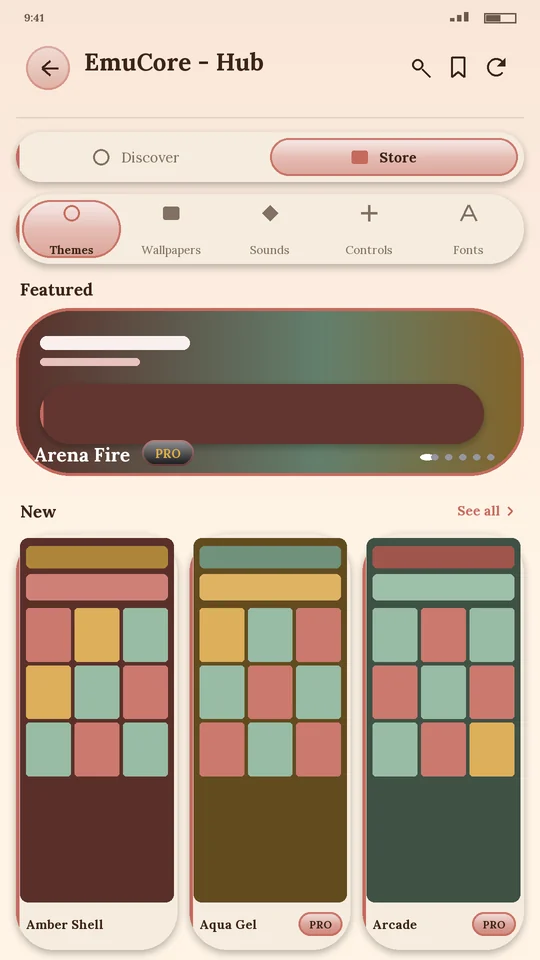 9:41
EmuCore - Hub
Discover
Store
Themes
Wallpapers
Sounds
Controls
Fonts
Featured
Arena Fire
PRO
New
See all
Amber Shell
Aqua Gel
PRO
Arcade
PRO